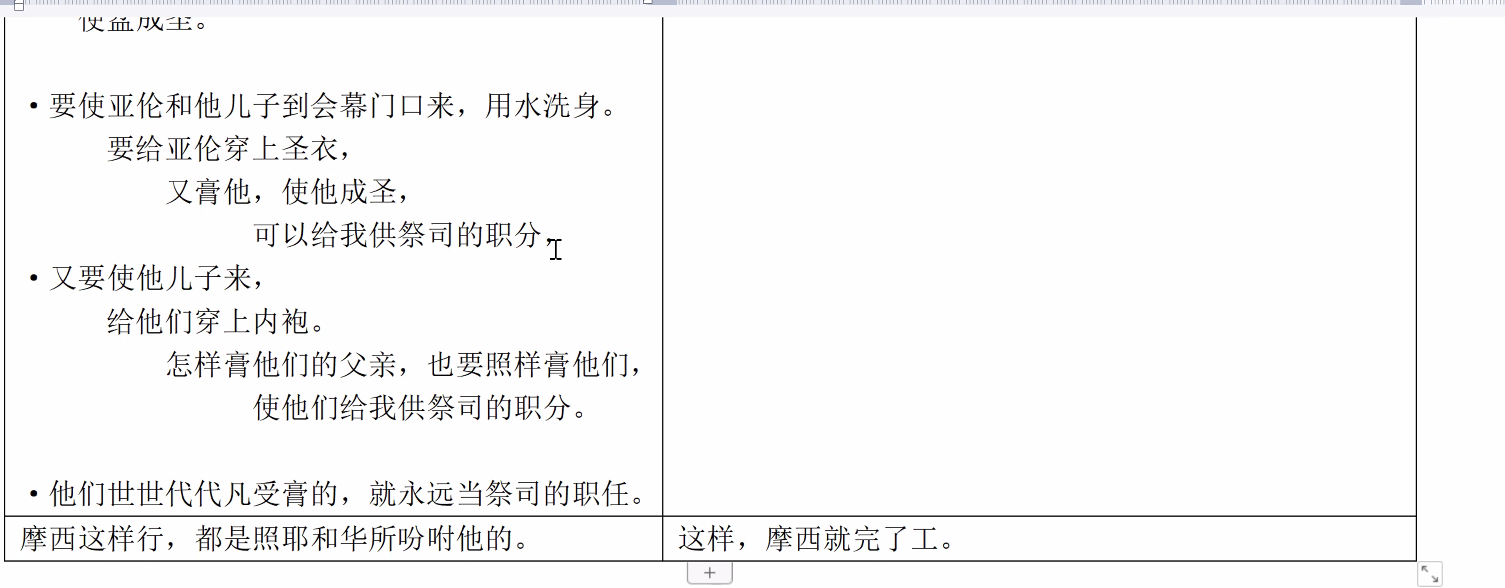 使盆成圣。
•要使亚伦和他儿子到会幕门口来，用水洗身。
要给亚伦穿上圣衣，
又膏他，使他成圣，
可以给我供祭司的职分，
•又要使他儿子来，
给他们穿上内袍。
怎样膏他们的父亲，也要照样膏他们，
使他们给我供祭司的职分。
•他们世世代代凡受膏的，就永远当祭司的职任。
摩西这样行，都是照耶和华所吩咐他的。
这样，摩西就完了工。